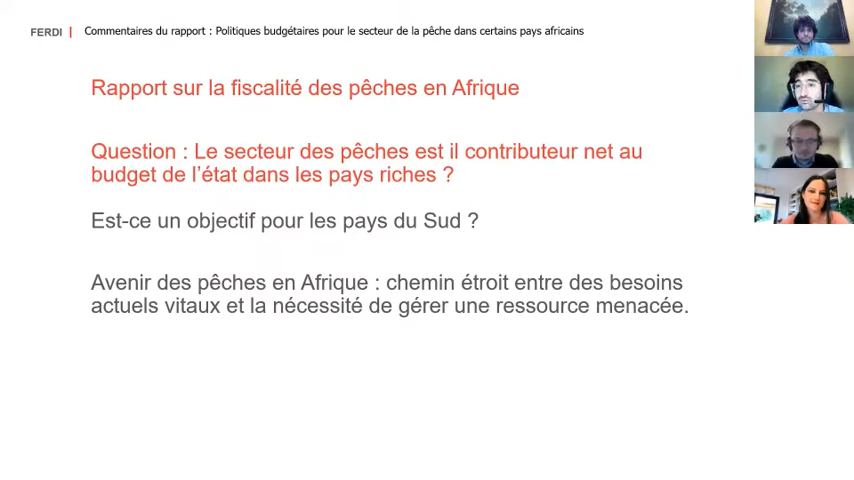 FERDI | Commentaires du rapport : Politiques budgétaires pour le secteur de la pêche dans certains pays africains
Rapport sur la fiscalité des pêches en Afrique
Question : Le secteur des pêches est il contributeur net au
budget de l’état dans les pays riches ?
Est-ce un objectif pour les pays du Sud ?
Avenir des pêches en Afrique : chemin étroit entre des besoins
actuels vitaux et la nécessité de gérer une ressource menacée.